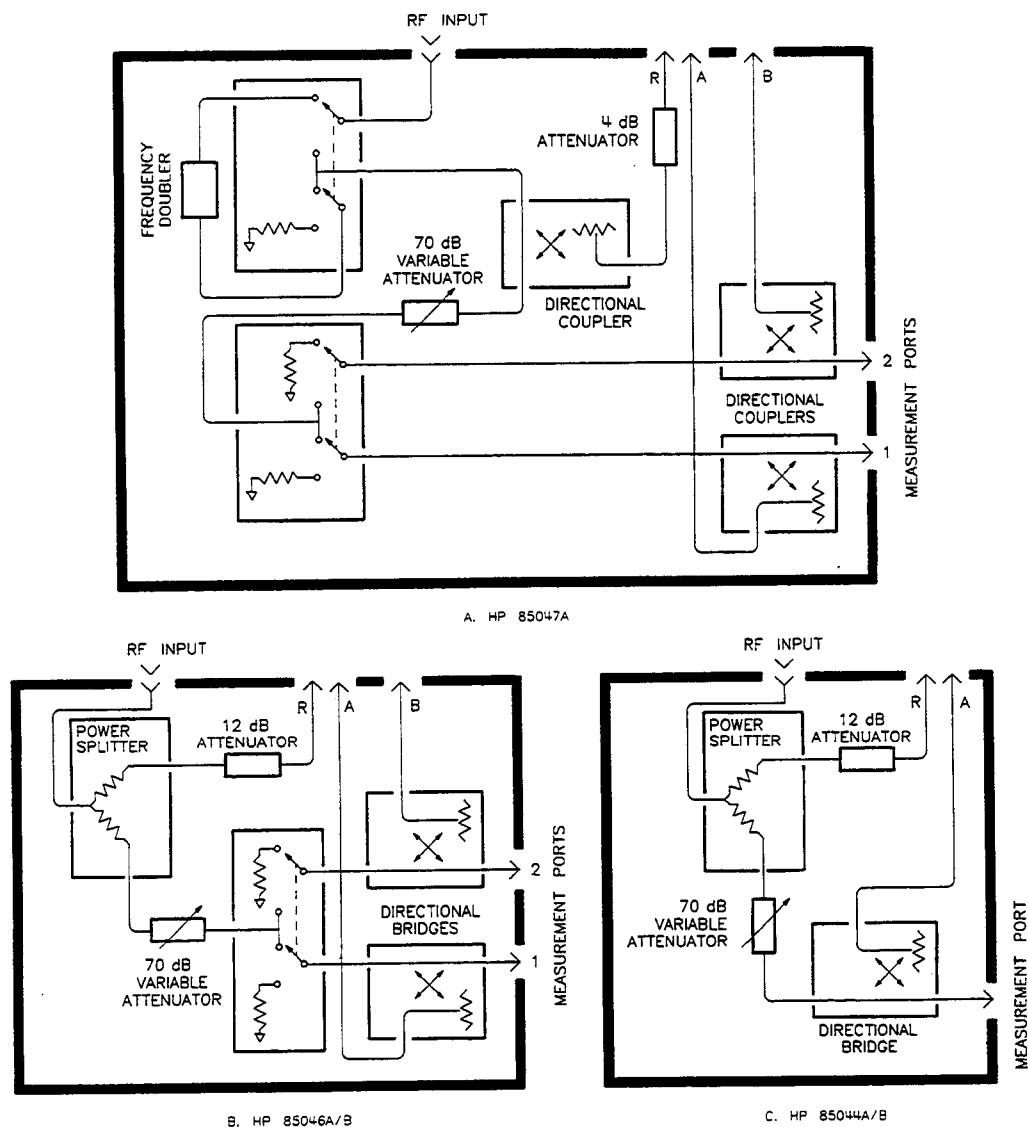 RF INPUT
R
A
B
4 dB
ATTENUATOR
FREQUENCY
DOUBLER
70 dB
VARIABLE
ATTENUATOR
DIRECTIONAL
COUPLER
2
DIRECTIONAL
COUPLERS
1
MEASUREMENT PORTS
A. HP 85047A
RF INPUT
R
A
B
POWER
SPLITTER
12 dB
ATTENUATOR
2
DIRECTIONAL
BRIDGES
1
MEASUREMENT PORTS
70 dB
VARIABLE
ATTENUATOR
B. HP 85046A/B
RF INPUT
R
A
POWER
SPLITTER
12 dB
ATTENUATOR
70 dB
VARIABLE
ATTENUATOR
DIRECTIONAL
BRIDGE
MEASUREMENT PORT
C. HP 85044A/B